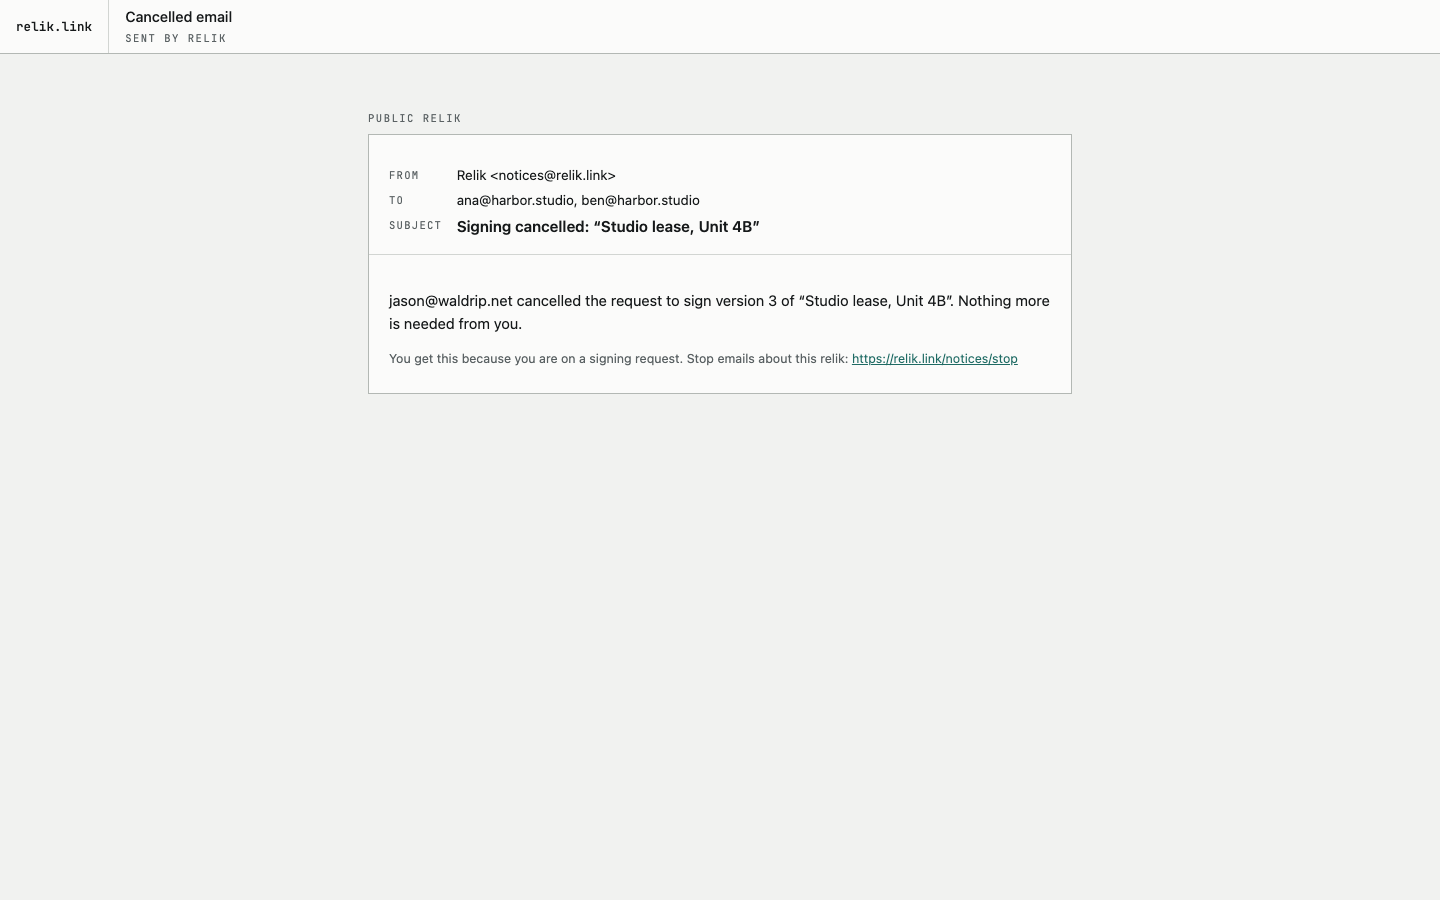 relik.link
Cancelled email
SENT BY RELIK
PUBLIC RELIK
FROM Relik <notices@relik.link>
TO ana@harbor.studio, ben@harbor.studio
SUBJECT Signing cancelled: “Studio lease, Unit 4B”
jason@waldrip.net cancelled the request to sign version 3 of “Studio lease, Unit 4B”. Nothing more
is needed from you.
You get this because you are on a signing request. Stop emails about this relik: https://relik.link/notices/stop